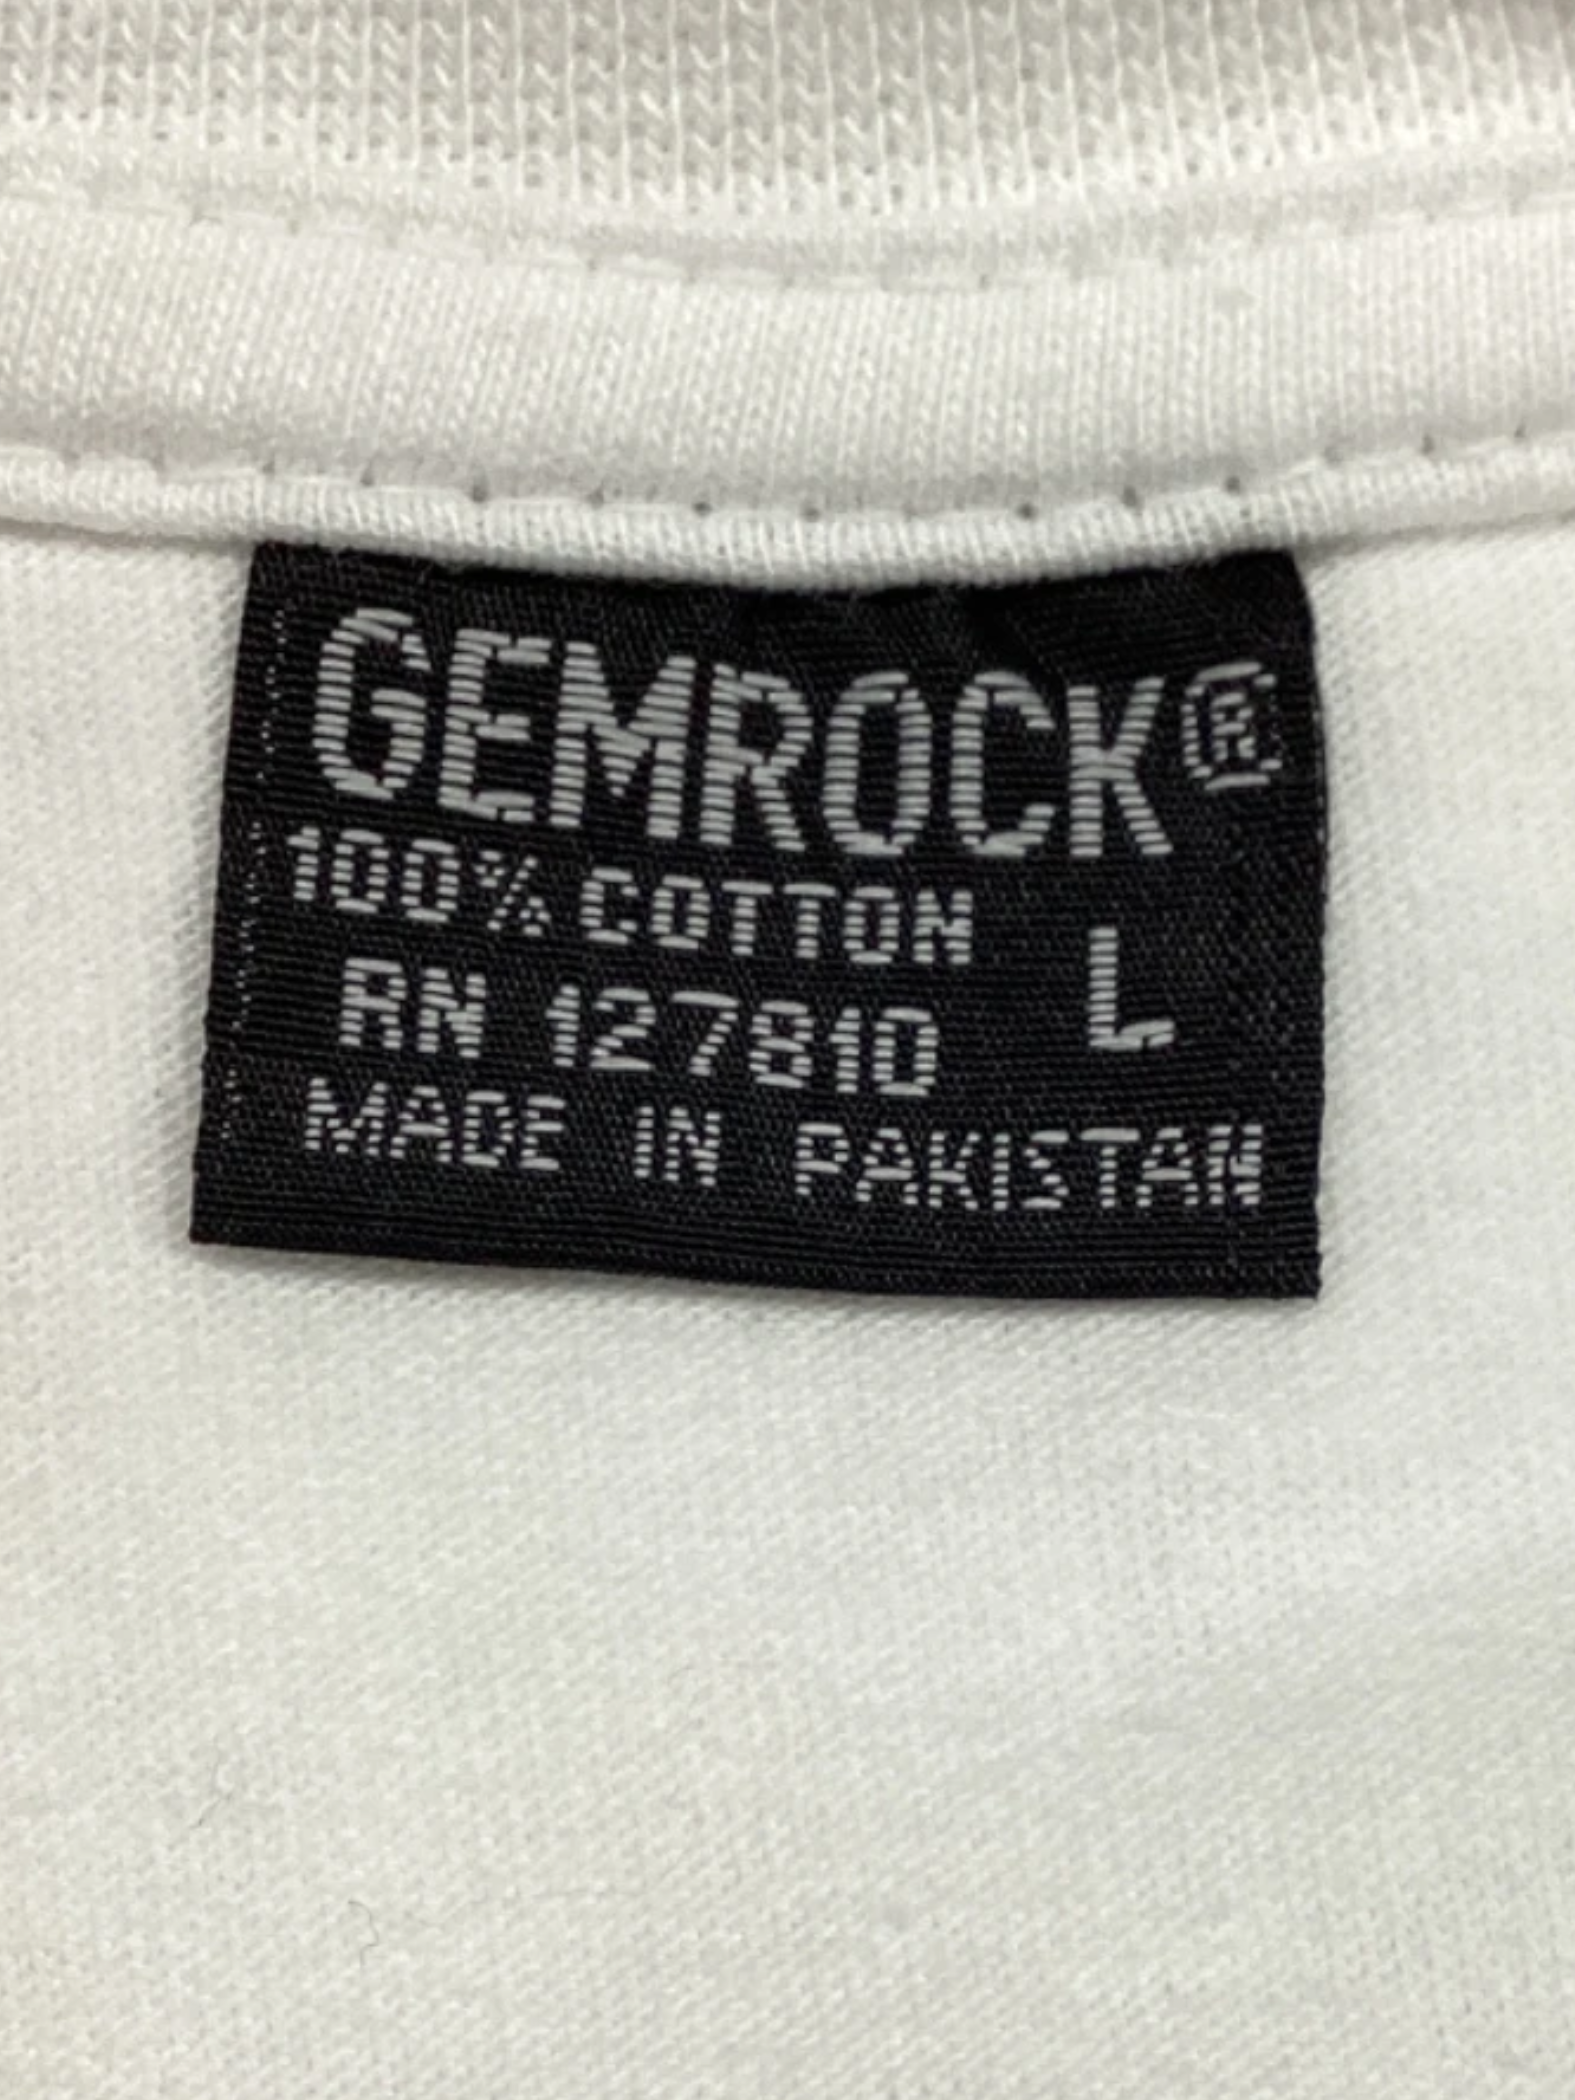 GEMROCK®
100% COTTON
L
RN 127810
MADE IN PAKISTAN